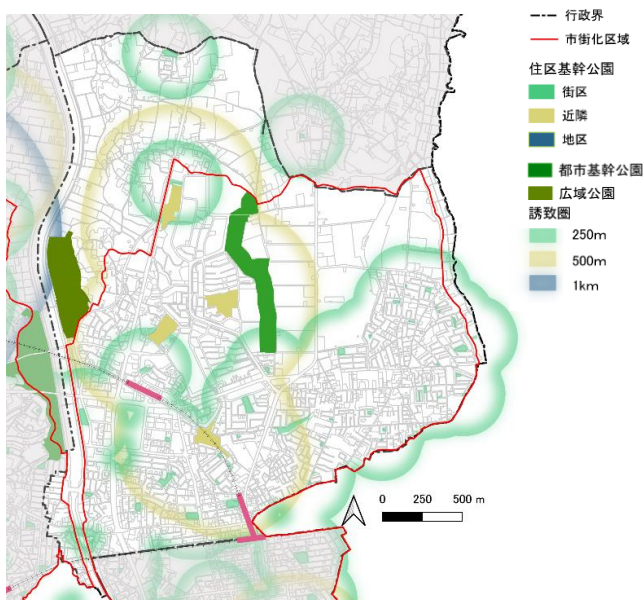 行政界
市街化区域
住区基幹公園
街区
近隣
地区
都市基幹公園
広域公園
誘致圏
250m
500m
1km
0 250 500 m